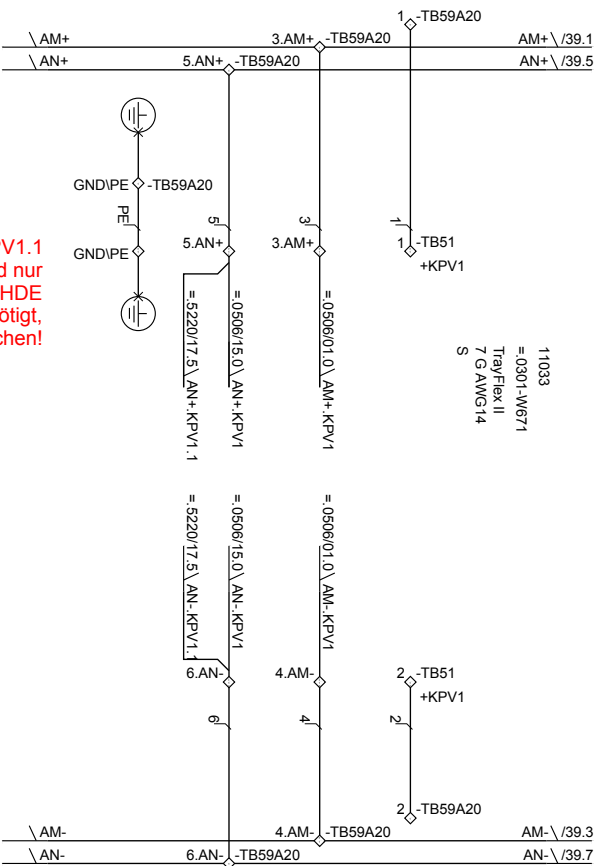 1 -TB59A20
\ AM+ 3.AM+ -TB59A20 AM+ \ /39.1
\ AN+ 5.AN+ -TB59A20 AN+ \ /39.5
GND\PE -TB59A20
PE 5 3 1
GND\PE 5.AN+ 3.AM+ 1 -TB51
+KPV1
PV1.1
d nur
HDE
ötigt,
chen!
=.5220/17.5 \ AN+.KPV1.1
=.0506/15.0 \ AN+.KPV1
=.0506/01.0 \ AM+.KPV1
11033
=.0301-W671
TrayFlex II
7 G AWG14
S
=.5220/17.5 \ AN-.KPV1.1
=.0506/15.0 \ AN-.KPV1
=.0506/01.0 \ AM-.KPV1
6.AN- 4.AM- 2 -TB51
+KPV1
6 4 2
2 -TB59A20
\ AM- 4.AM- -TB59A20 AM- \ /39.3
\ AN- 6.AN- -TB59A20 AN- \ /39.7